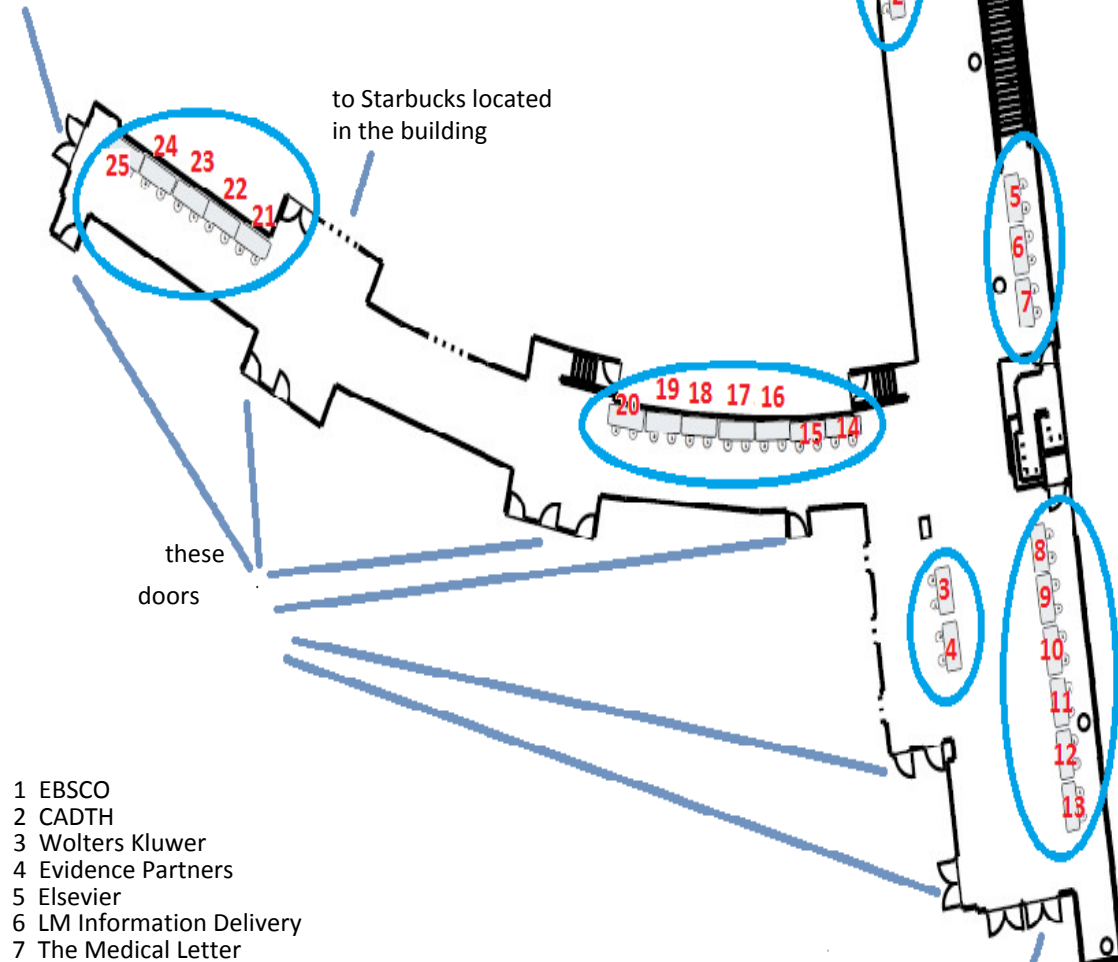 2
to Starbucks located
in the building
24
23
25
22
21
5
6
7
19
18
17
16
20
15
14
these
doors
8
3
9
4
10
11
12
13
1 EBSCO
2 CADTH
3 Wolters Kluwer
4 Evidence Partners
5 Elsevier
6 LM Information Delivery
7 The Medical Letter